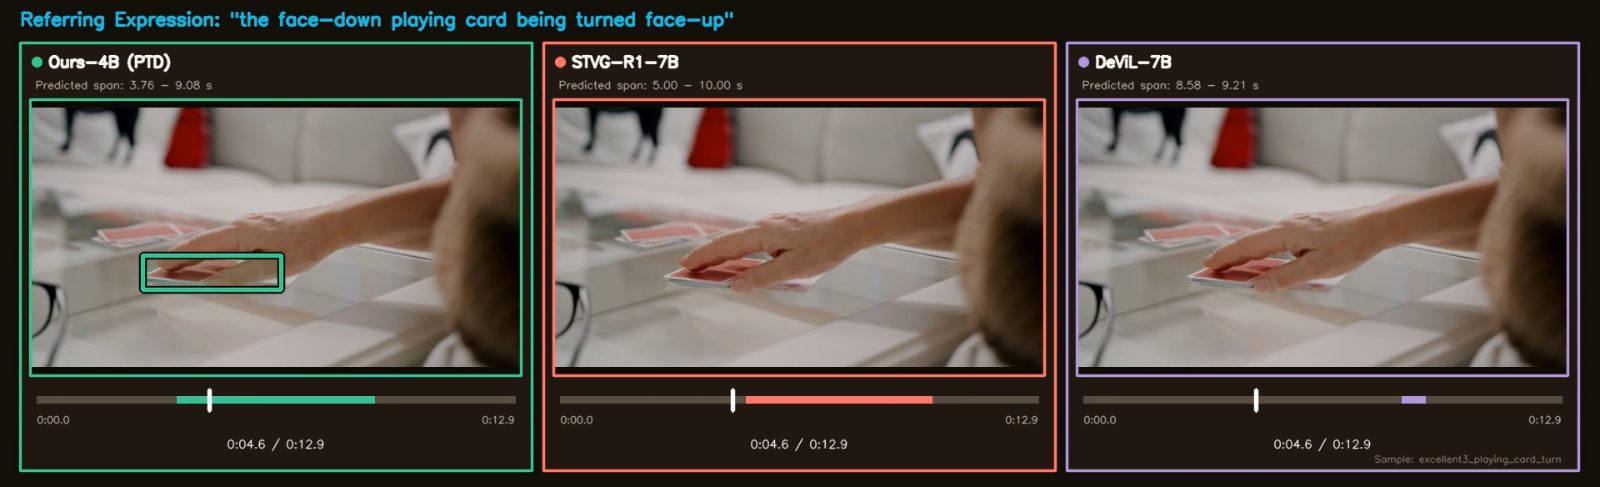 Referring Expression: "the face-down playing card being turned face-up"
Ours-4B (PTD)
Predicted span: 3.76 - 9.08 s
0:00.0
0:12.9
0:04.6 / 0:12.9
STVG-R1-7B
Predicted span: 5.00 - 10.00 s
0:00.0
0:12.9
0:04.6 / 0:12.9
DeViL-7B
Predicted span: 8.58 - 9.21 s
0:00.0
0:12.9
0:04.6 / 0:12.9
Sample: excellent3_playing_card_turn